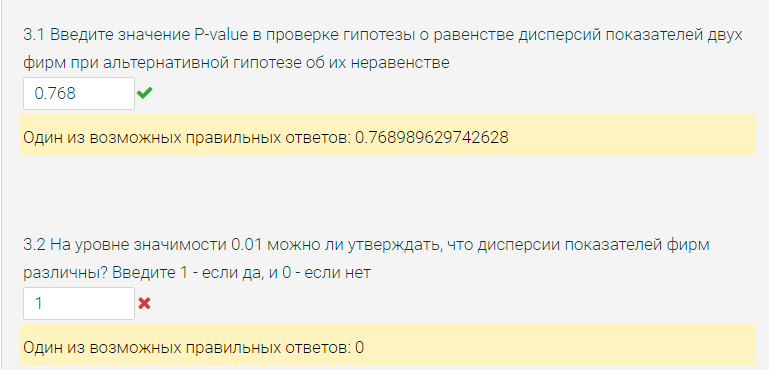 3.1 Введите значение P-value в проверке гипотезы о равенстве дисперсий показателей двух
фирм при альтернативной гипотезе об их неравенстве
0.768
Один из возможных правильных ответов: 0.768989629742628
3.2 На уровне значимости 0.01 можно ли утверждать, что дисперсии показателей фирм
различны? Введите 1 - если да, и 0 - если нет
1
Один из возможных правильных ответов: 0